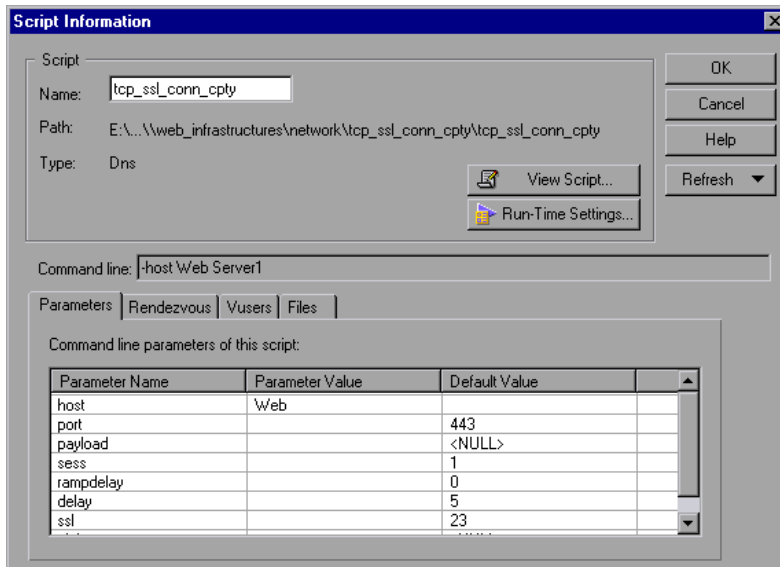 Script Information
Script
Name: tcp_ssl_conn_cpty
Path: E:\...\\web_infrastructures\network\tcp_ssl_conn_cpty\tcp_ssl_conn_cpty
Type: Dns
OK
Cancel
Help
Refresh
View Script...
Run-Time Settings...
Command line: -host Web Server1
Parameters Rendezvous Vusers Files
Command line parameters of this script:
Parameter Name Parameter Value Default Value
host Web
port 443
payload <NULL>
sess 1
rampdelay 0
delay 5
ssl 23